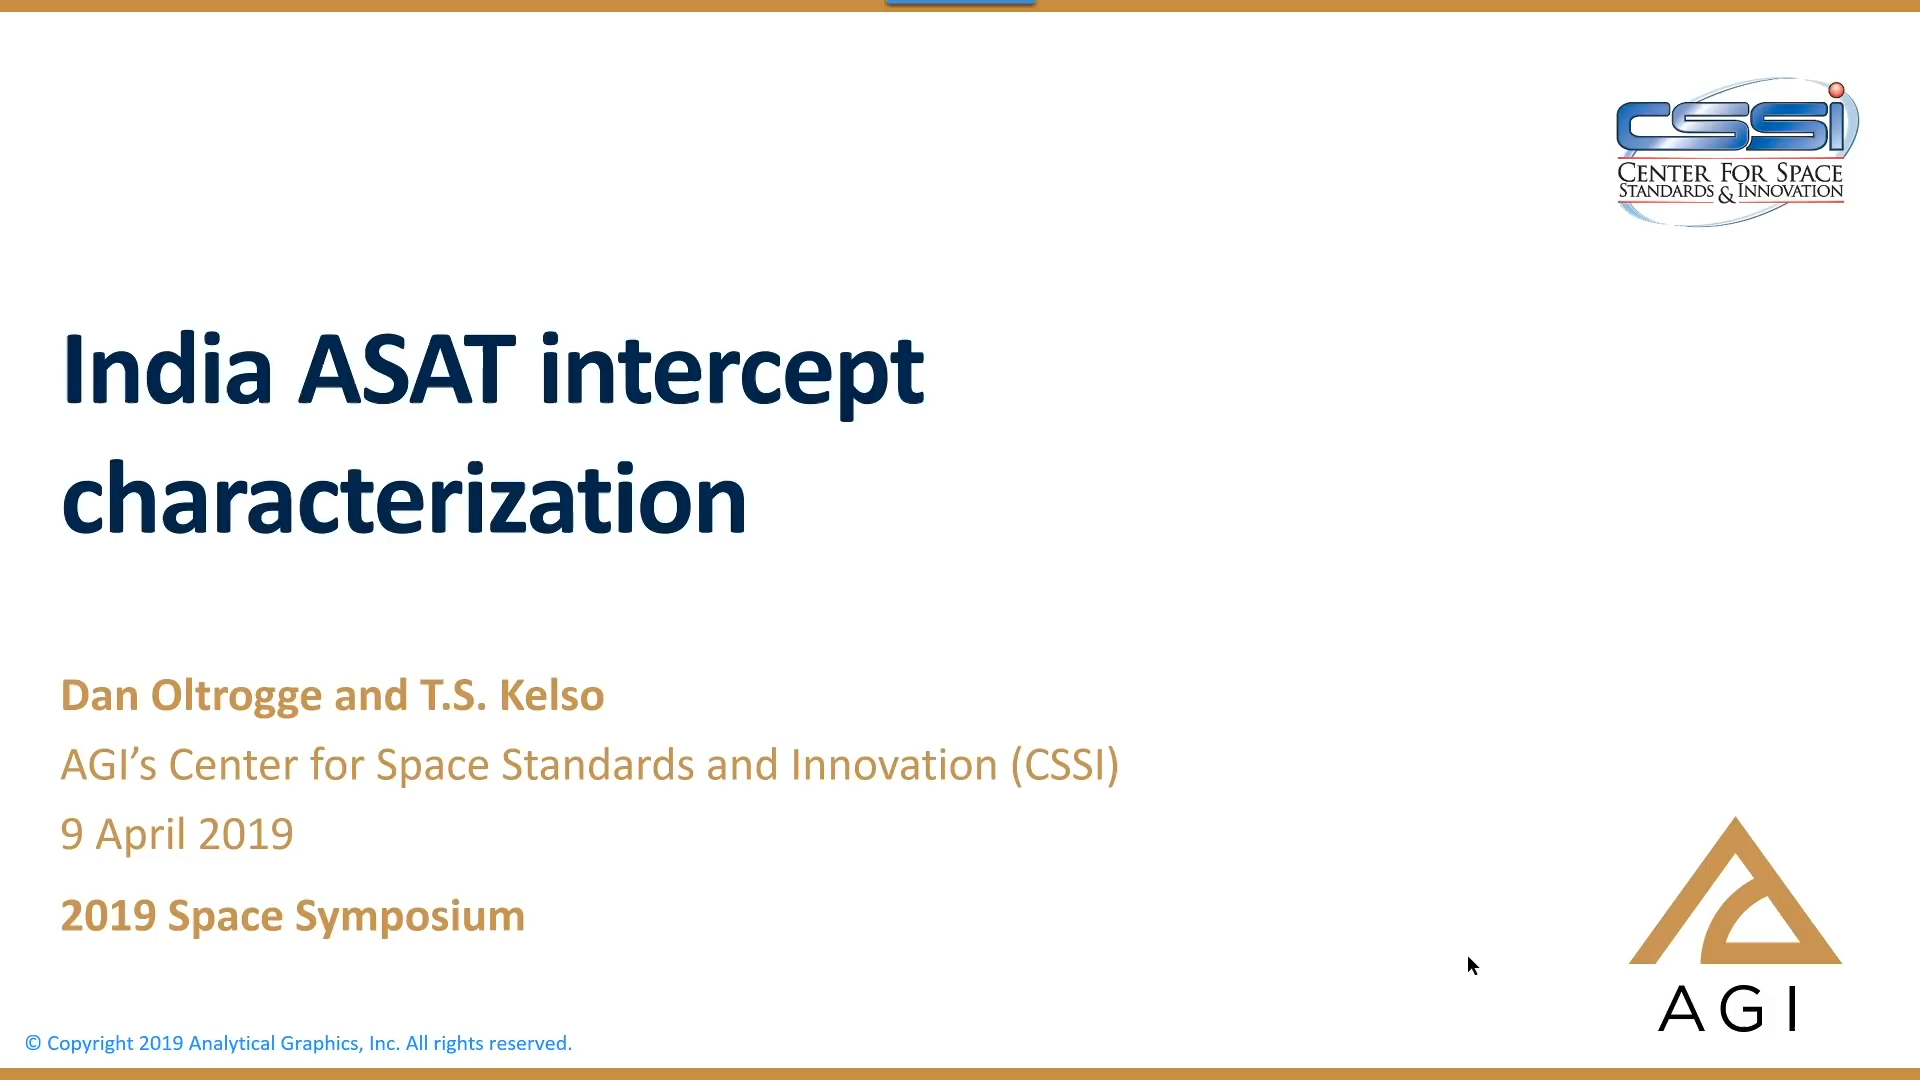 cssi
CENTER FOR SPACE
STANDARDS & INNOVATION
India ASAT intercept
characterization
Dan Oltrogge and T.S. Kelso
AGI’s Center for Space Standards and Innovation (CSSI)
9 April 2019
2019 Space Symposium
AGI
© Copyright 2019 Analytical Graphics, Inc. All rights reserved.